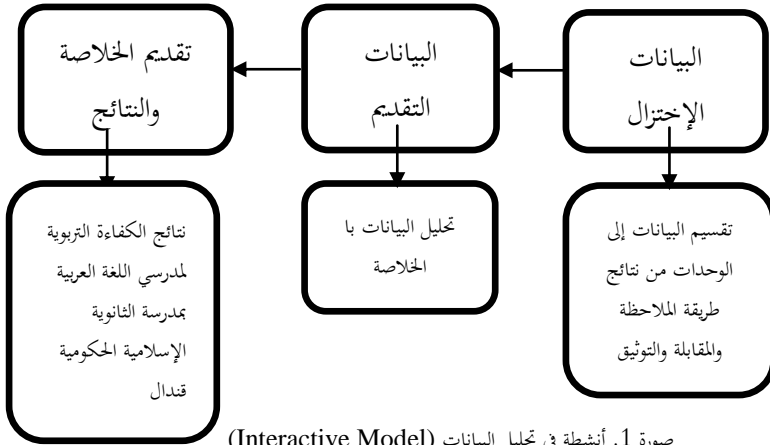 البيانات
الإختزال
البيانات
التقديم
تقديم الخلاصة
والنتائج
تقسيم البيانات إلى
الوحدات من نتائج
طريقة الملاحظة
والمقابلة والتوثيق
تحليل البيانات با
الخلاصة
نتائج الكفاءة التربوية
لمدرسي اللغة العربية
بمدرسة الثانوية
الإسلامية الحكومية
قندال
صورة 1. أنشطة في تحليل البيانات (Interactive Model)